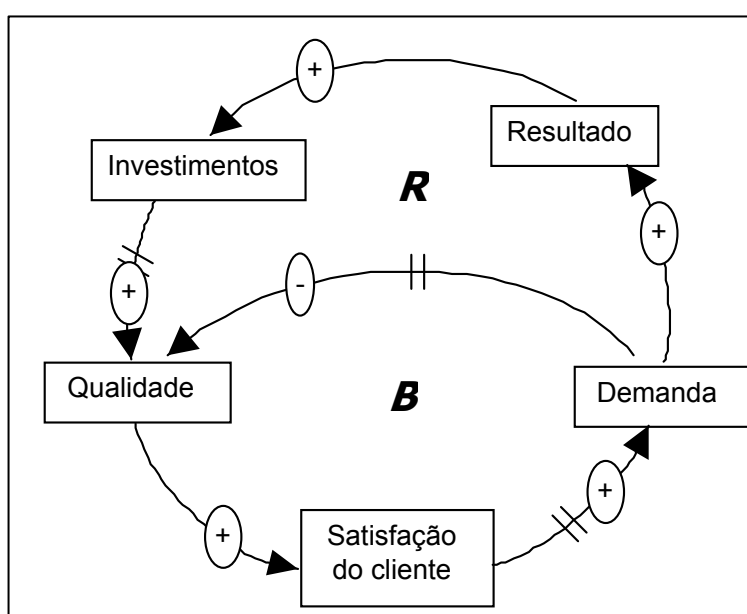 +
Resultado
Investimentos
R
+
+
-
Qualidade
B
Demanda
+
+
Satisfação
do cliente